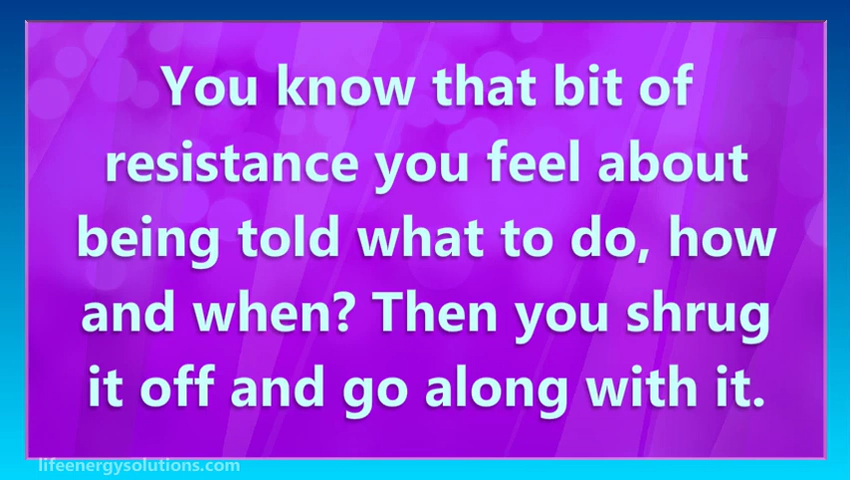 You know that bit of
resistance you feel about
being told what to do, how
and when? Then you shrug
it off and go along with it.
lifeenergysolutions.com